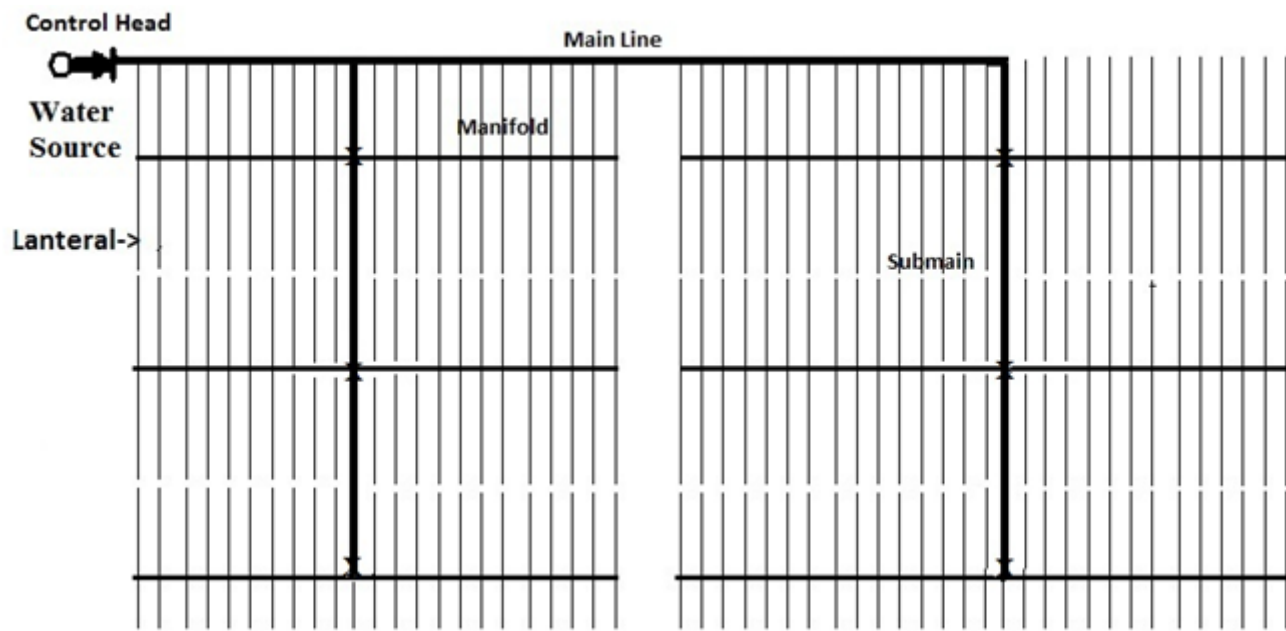 Control Head
Main Line
Water
Source
Manifold
Lanteral->
Submain